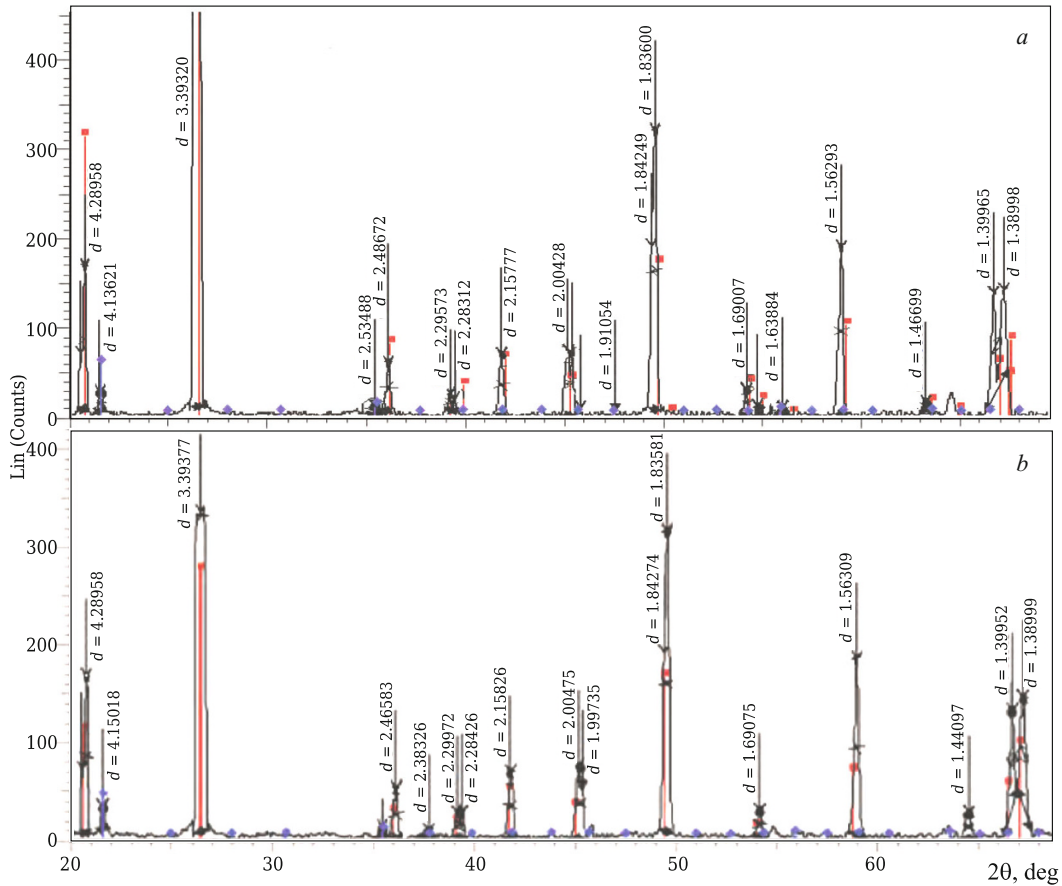 a
400
300
200
100
0
d = 4.28958
d = 4.13621
d = 3.39320
d = 2.53488
d = 2.48672
d = 2.29573
d = 2.28312
d = 2.15777
d = 2.00428
d = 1.91054
d = 1.84249
d = 1.83600
d = 1.69007
d = 1.63884
d = 1.56293
d = 1.46699
d = 1.39965
d = 1.38998
Lin (Counts)
b
400
300
200
100
0
d = 4.28958
d = 4.15018
d = 3.39377
d = 2.46583
d = 2.38326
d = 2.29972
d = 2.28426
d = 2.15826
d = 2.00475
d = 1.99735
d = 1.84274
d = 1.83581
d = 1.69075
d = 1.56309
d = 1.44097
d = 1.39952
d = 1.38999
20 30 40 50 60 2θ, deg